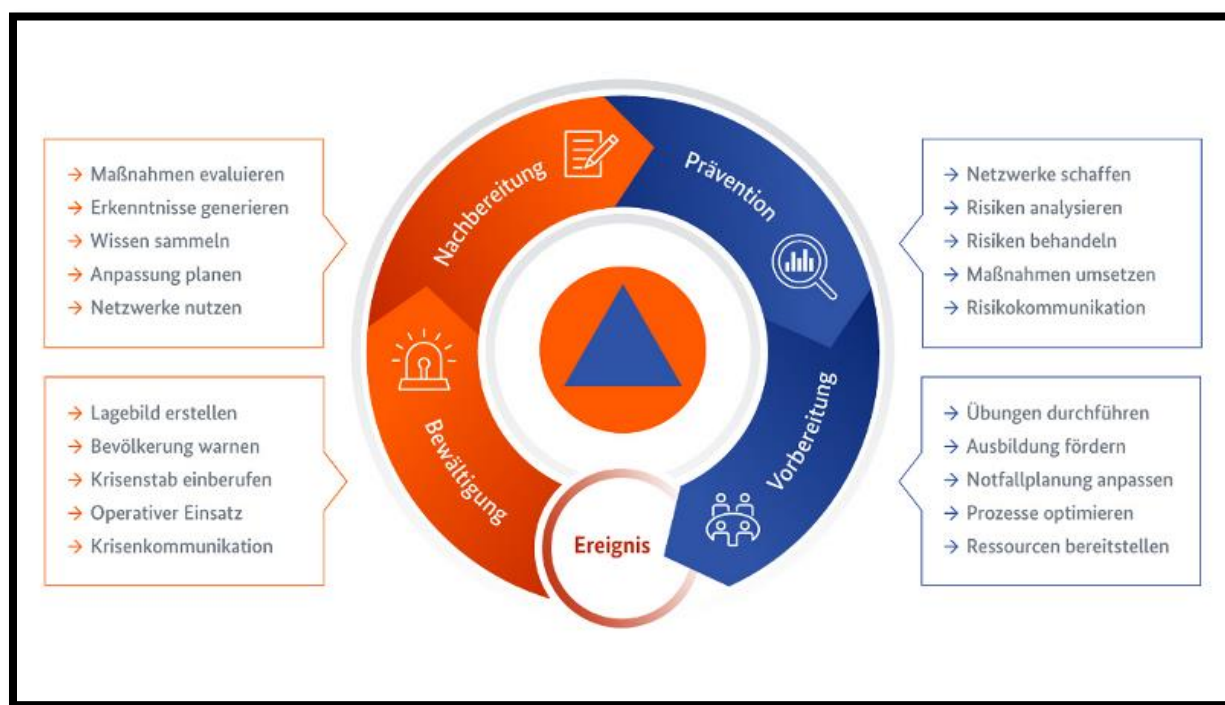 → Maßnahmen evaluieren
→ Erkenntnisse generieren
→ Wissen sammeln
→ Anpassung planen
→ Netzwerke nutzen
→ Lagebild erstellen
→ Bevölkerung warnen
→ Krisenstab einberufen
→ Operativer Einsatz
→ Krisenkommunikation
Nachbereitung
Prävention
Bewältigung
Vorbereitung
Ereignis
→ Netzwerke schaffen
→ Risiken analysieren
→ Risiken behandeln
→ Maßnahmen umsetzen
→ Risikokommunikation
→ Übungen durchführen
→ Ausbildung fördern
→ Notfallplanung anpassen
→ Prozesse optimieren
→ Ressourcen bereitstellen